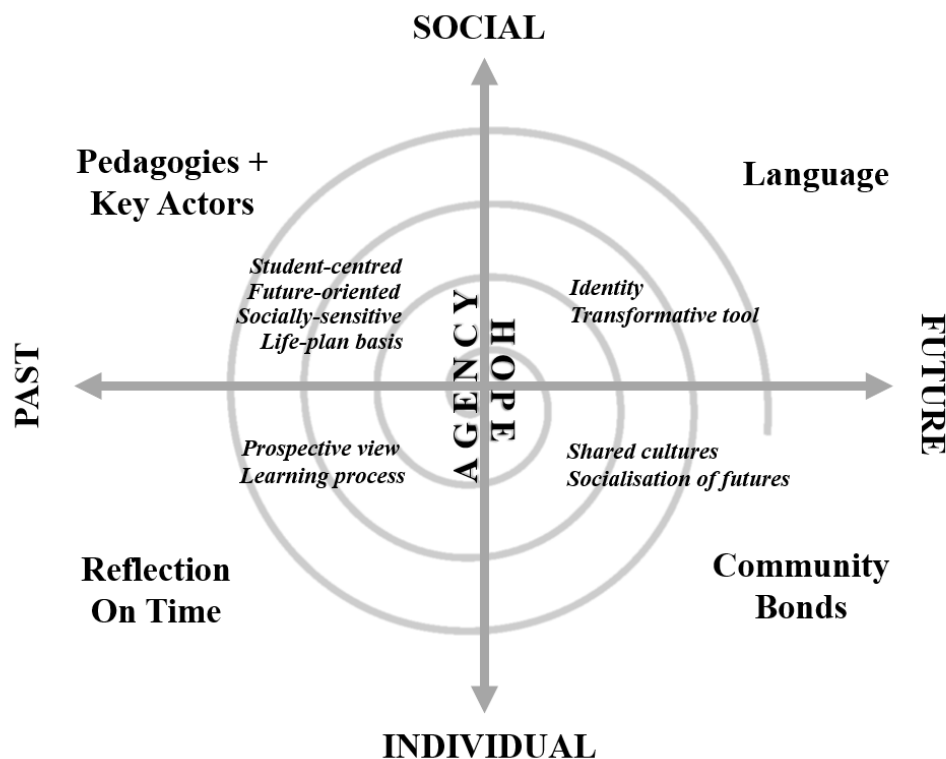 SOCIAL
Pedagogies +
Key Actors
Language
Student-centred
Future-oriented
Socially-sensitive
Life-plan basis
Identity
Transformative tool
PAST
AGENCY
HOPE
FUTURE
Prospective view
Learning process
Shared cultures
Socialisation of futures
Reflection
On Time
Community
Bonds
INDIVIDUAL